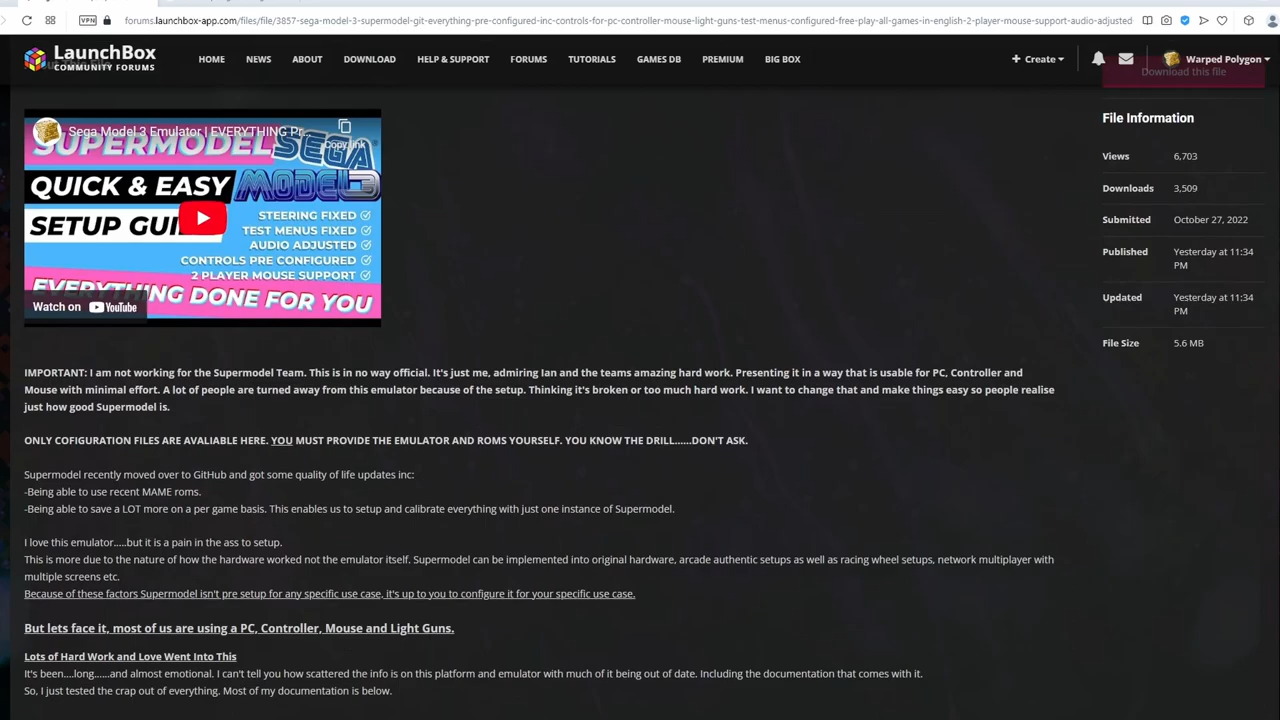 VPN
forums.launchbox-app.com/files/file/3857-sega-model-3-supermodel-git-everything-pre-configured-inc-controls-for-pc-controller-mouse-light-guns-test-menus-configured-free-play-all-games-in-english-2-player-mouse-support-audio-adjusted
LaunchBox
COMMUNITY FORUMS
HOME
NEWS
ABOUT
DOWNLOAD
HELP & SUPPORT
FORUMS
TUTORIALS
GAMES DB
PREMIUM
BIG BOX
Create
Warped Polygon
Download this file
Sega Model 3 Emulator | EVERYTHING Pr...
Copy link
SUPERMODEL SEGA
QUICK & EASY MODEL3
SETUP GUI
STEERING FIXED
TEST MENUS FIXED
AUDIO ADJUSTED
CONTROLS PRE CONFIGURED
2 PLAYER MOUSE SUPPORT
EVERYTHING DONE FOR YOU
Watch on YouTube
File Information
Views 6,703
Downloads 3,509
Submitted October 27, 2022
Published Yesterday at 11:34
PM
Updated Yesterday at 11:34
PM
File Size 5.6 MB
IMPORTANT: I am not working for the Supermodel Team. This is in no way official. It's just me, admiring Ian and the teams amazing hard work. Presenting it in a way that is usable for PC, Controller and
Mouse with minimal effort. A lot of people are turned away from this emulator because of the setup. Thinking it's broken or too much hard work. I want to change that and make things easy so people realise
just how good Supermodel is.
ONLY COFIGURATION FILES ARE AVALIABLE HERE. YOU MUST PROVIDE THE EMULATOR AND ROMS YOURSELF. YOU KNOW THE DRILL......DON'T ASK.
Supermodel recently moved over to GitHub and got some quality of life updates inc:
-Being able to use recent MAME roms.
-Being able to save a LOT more on a per game basis. This enables us to setup and calibrate everything with just one instance of Supermodel.
I love this emulator.....but it is a pain in the ass to setup.
This is more due to the nature of how the hardware worked not the emulator itself. Supermodel can be implemented into original hardware, arcade authentic setups as well as racing wheel setups, network multiplayer with
multiple screens etc.
Because of these factors Supermodel isn't pre setup for any specific use case, it's up to you to configure it for your specific use case.
But lets face it, most of us are using a PC, Controller, Mouse and Light Guns.
Lots of Hard Work and Love Went Into This
It's been....long......and almost emotional. I can't tell you how scattered the info is on this platform and emulator with much of it being out of date. Including the documentation that comes with it.
So, I just tested the crap out of everything. Most of my documentation is below.